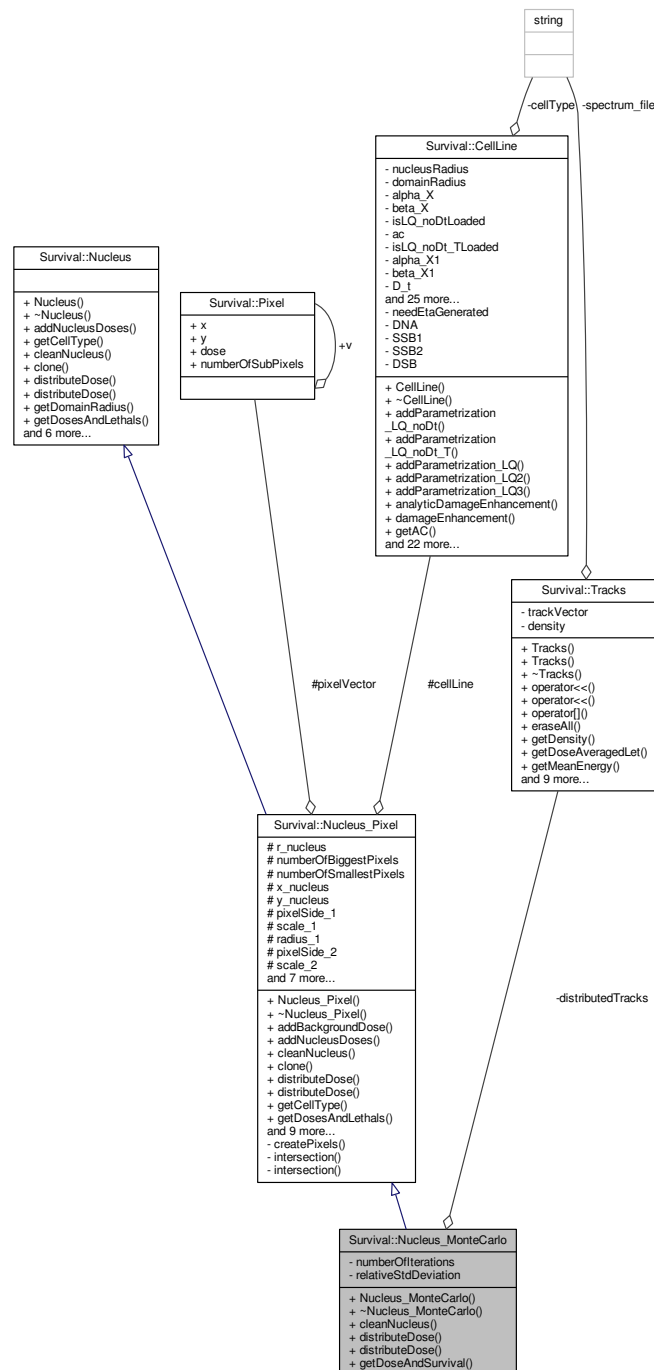 string
-cellType
-spectrum_file
Survival::CellLine
- nucleusRadius
- domainRadius
- alpha_X
- beta_X
- isLQ_noDtLoaded
- ac
- isLQ_noDt_TLoaded
- alpha_X1
- beta_X1
- D_t
and 25 more...
- needEtaGenerated
- DNA
- SSB1
- SSB2
- DSB
+ CellLine()
+ ~CellLine()
+ addParametrization
_LQ_noDt()
+ addParametrization
_LQ_noDt_T()
+ addParametrization_LQ()
+ addParametrization_LQ2()
+ addParametrization_LQ3()
+ analyticDamageEnhancement()
+ damageEnhancement()
+ getAC()
and 22 more...
Survival::Nucleus
+ Nucleus()
+ ~Nucleus()
+ addNucleusDoses()
+ getCellType()
+ cleanNucleus()
+ clone()
+ distributeDose()
+ distributeDose()
+ getDomainRadius()
+ getDosesAndLethals()
and 6 more...
Survival::Pixel
+ x
+ y
+ dose
+ numberOfSubPixels
+v
Survival::Tracks
- trackVector
- density
+ Tracks()
+ Tracks()
+ ~Tracks()
+ operator<<()
+ operator<<()
+ operator[]()
+ eraseAll()
+ getDensity()
+ getDoseAveragedLet()
+ getMeanEnergy()
and 9 more...
#pixelVector
#cellLine
Survival::Nucleus_Pixel
# r_nucleus
# numberOfBiggestPixels
# numberOfSmallestPixels
# x_nucleus
# y_nucleus
# pixelSide_1
# scale_1
# radius_1
# pixelSide_2
# scale_2
and 7 more...
+ Nucleus_Pixel()
+ ~Nucleus_Pixel()
+ addBackgroundDose()
+ addNucleusDoses()
+ cleanNucleus()
+ clone()
+ distributeDose()
+ distributeDose()
+ getCellType()
+ getDosesAndLethals()
and 9 more...
- createPixels()
- intersection()
- intersection()
-distributedTracks
Survival::Nucleus_MonteCarlo
- numberOfIterations
- relativeStdDeviation
+ Nucleus_MonteCarlo()
+ ~Nucleus_MonteCarlo()
+ cleanNucleus()
+ distributeDose()
+ distributeDose()
+ getDoseAndSurvival()